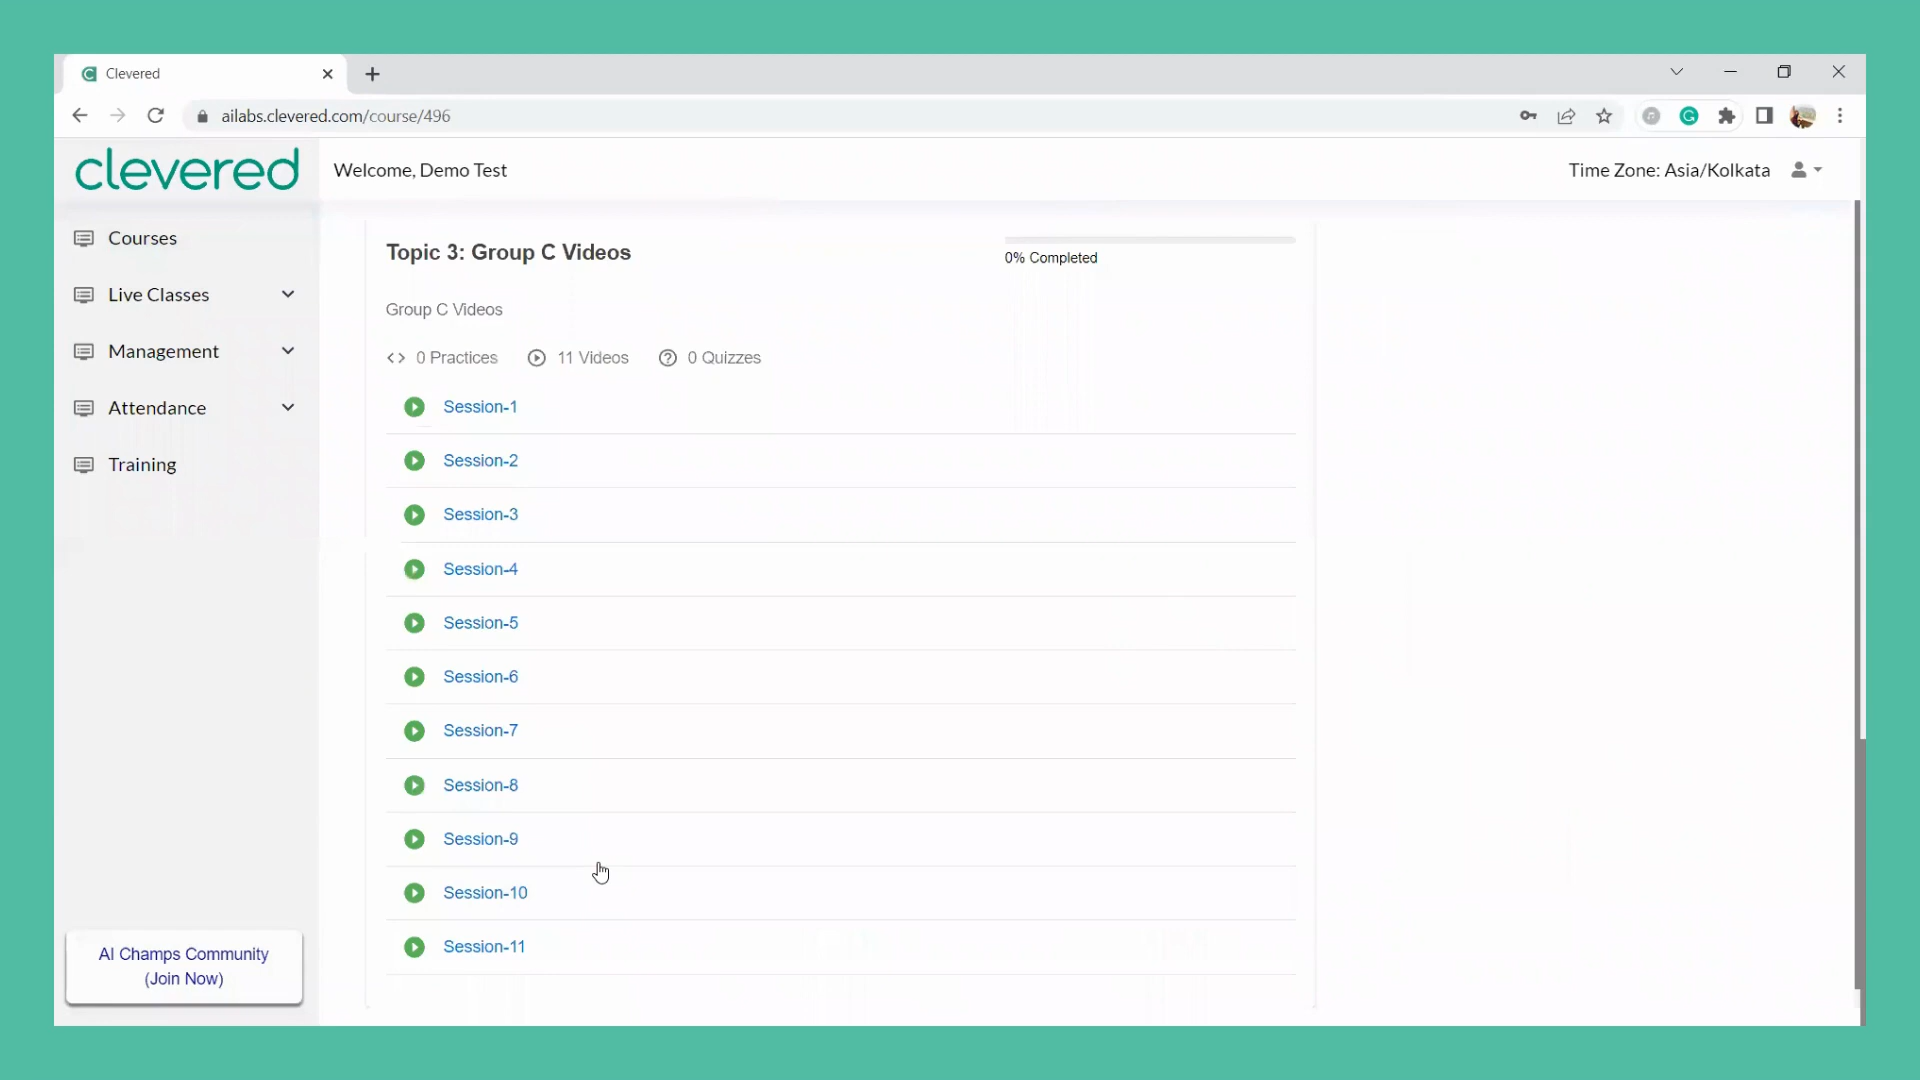 Clevered
ailabs.clevered.com/course/496
clevered
Welcome, Demo Test
Time Zone: Asia/Kolkata
Courses
Live Classes
Management
Attendance
Training
AI Champs Community
(Join Now)
Topic 3: Group C Videos
0% Completed
Group C Videos
0 Practices 11 Videos 0 Quizzes
Session-1
Session-2
Session-3
Session-4
Session-5
Session-6
Session-7
Session-8
Session-9
Session-10
Session-11